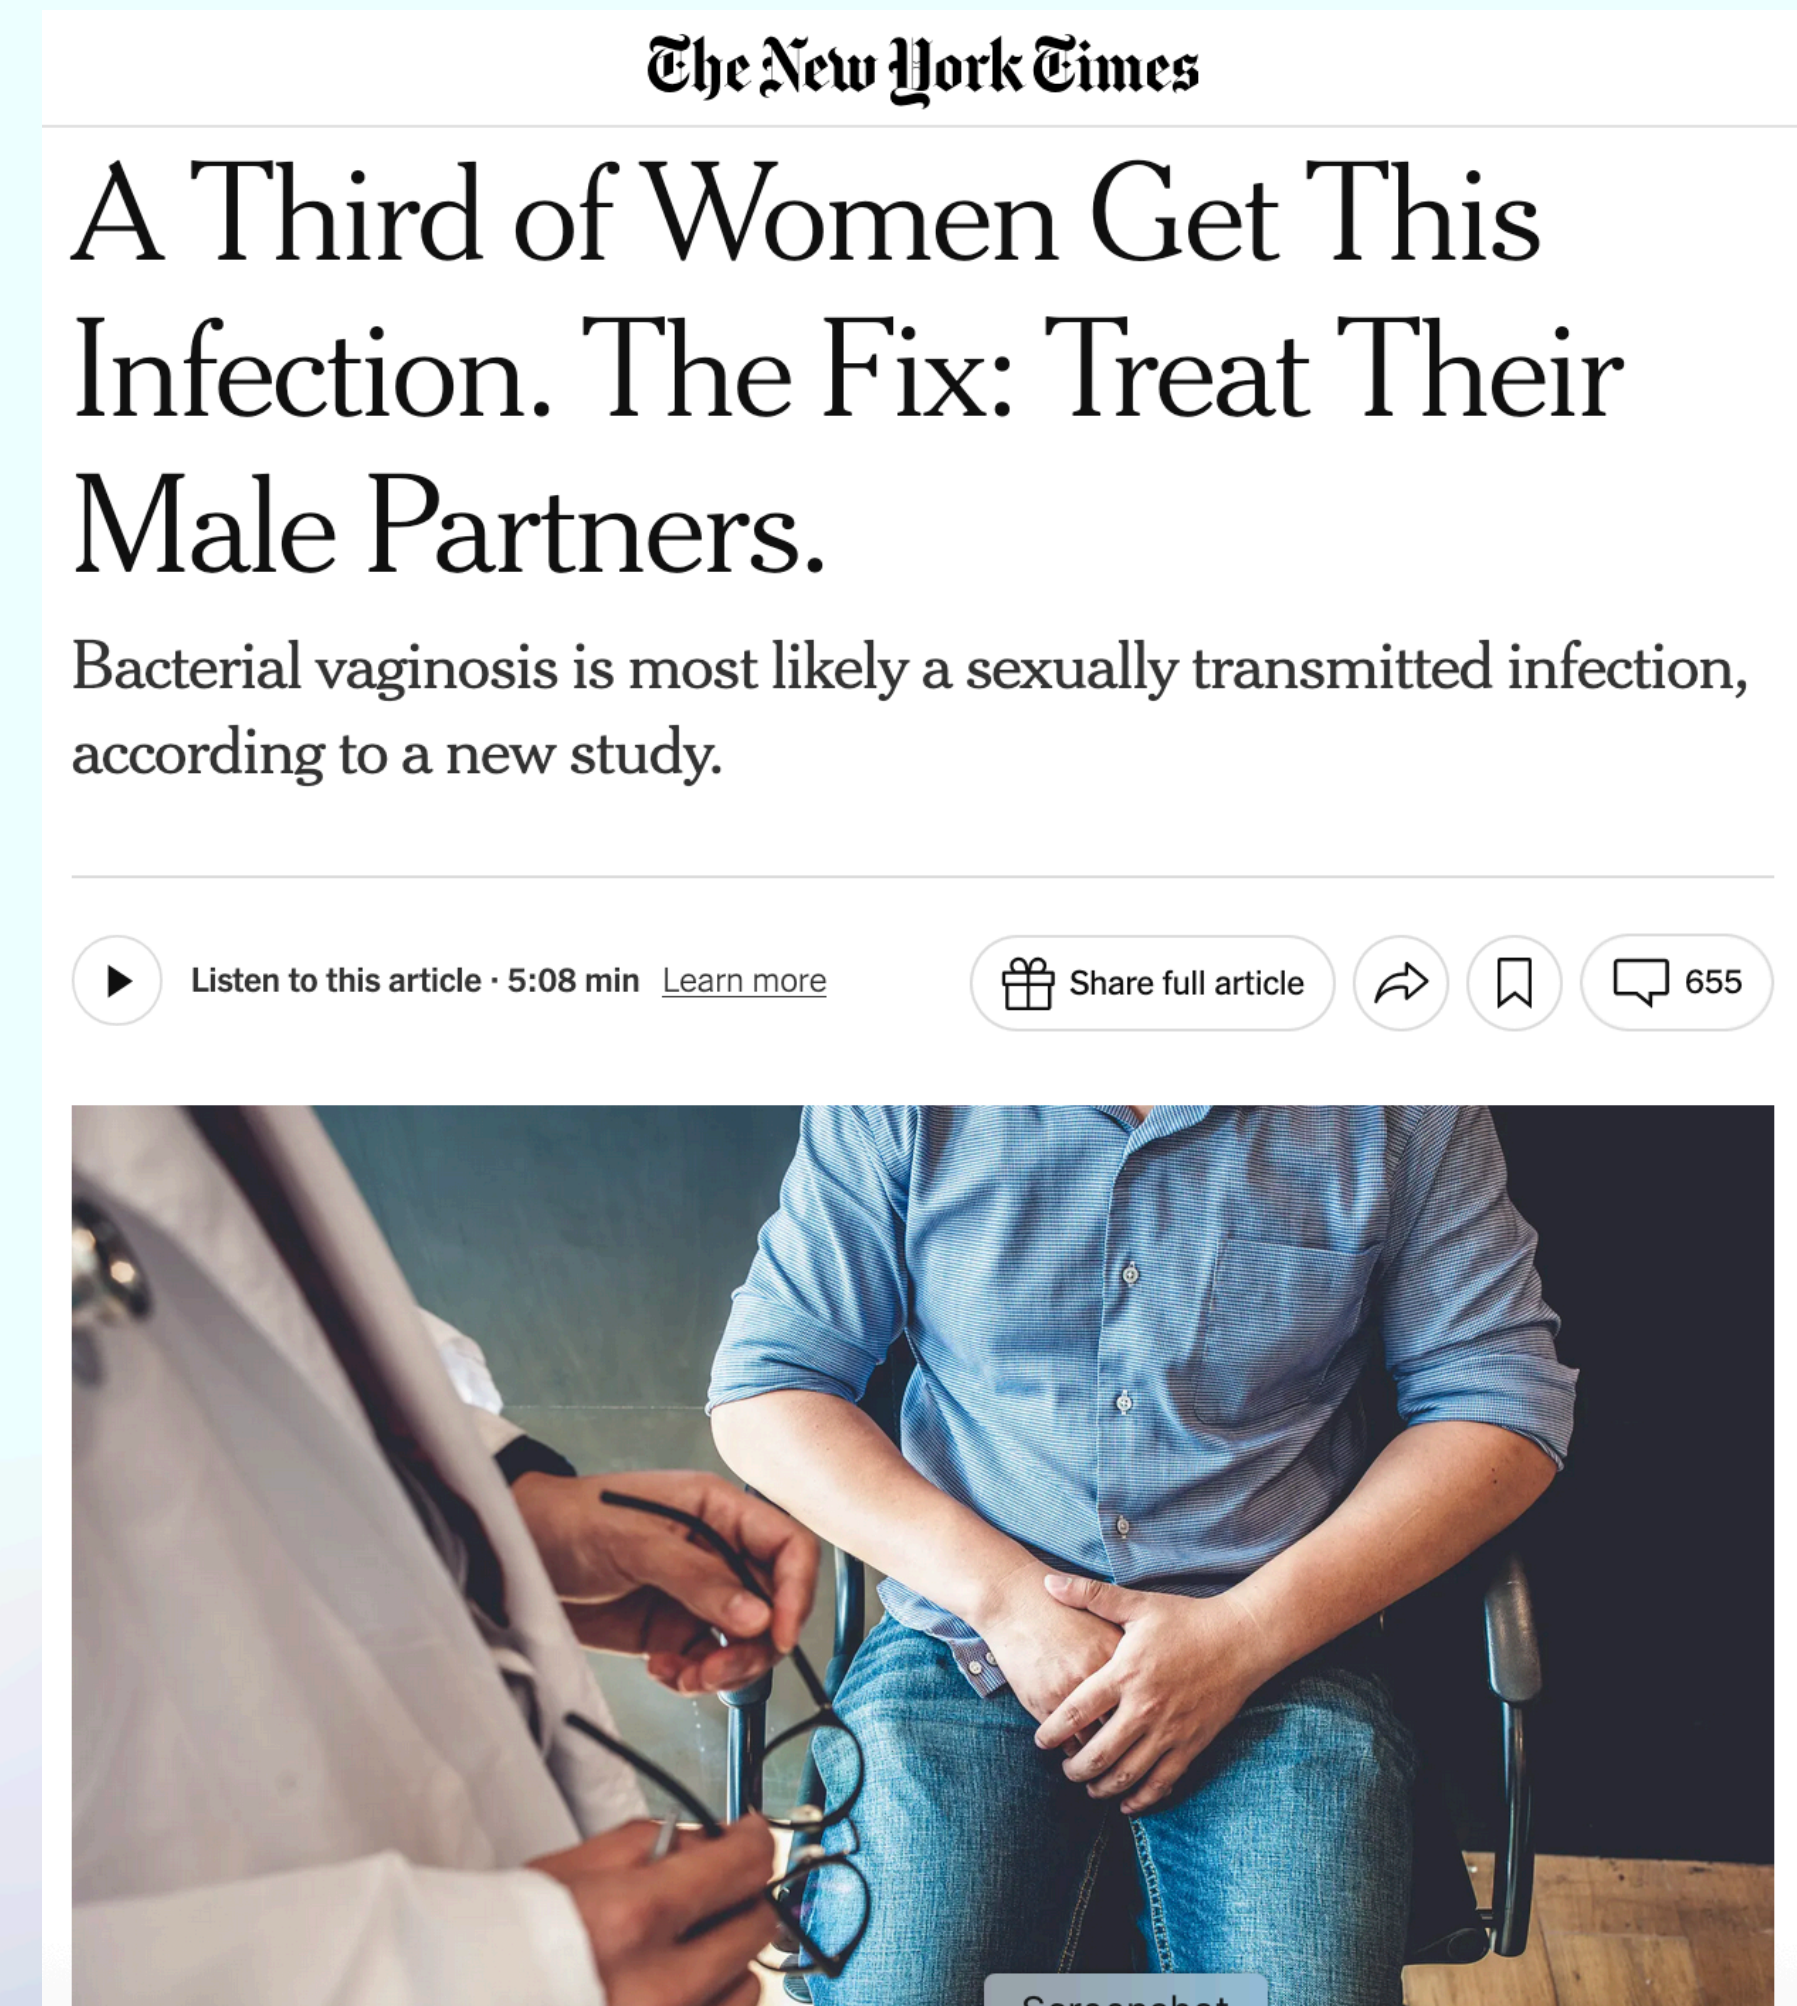 The New York Times
A Third of Women Get This
Infection. The Fix: Treat Their
Male Partners.
Bacterial vaginosis is most likely a sexually transmitted infection,
according to a new study.
Listen to this article · 5:08 min Learn more
Share full article
655
Screenshot